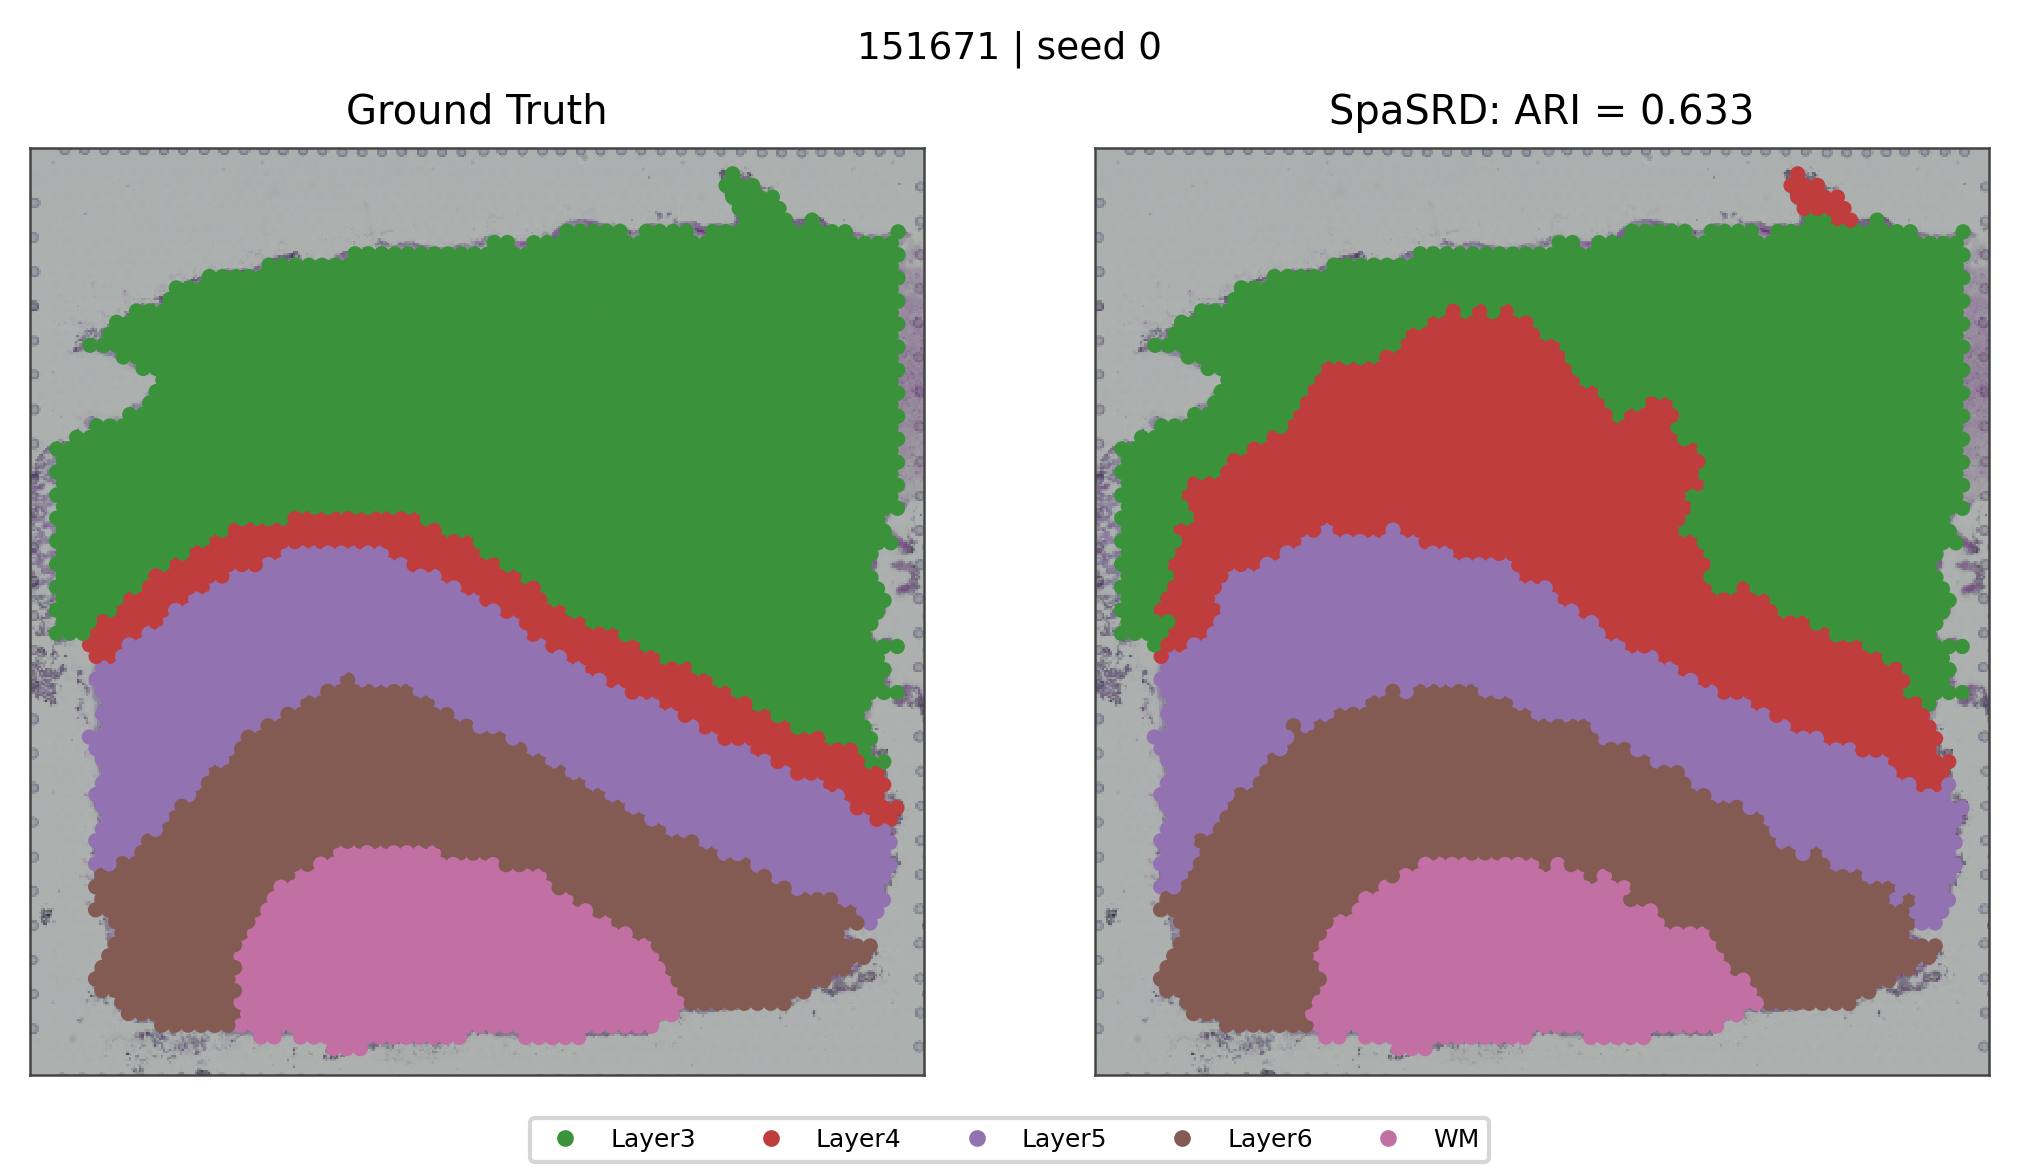 151671 | seed 0
Ground Truth
SpaSRD: ARI = 0.633
Layer3 Layer4 Layer5 Layer6 WM